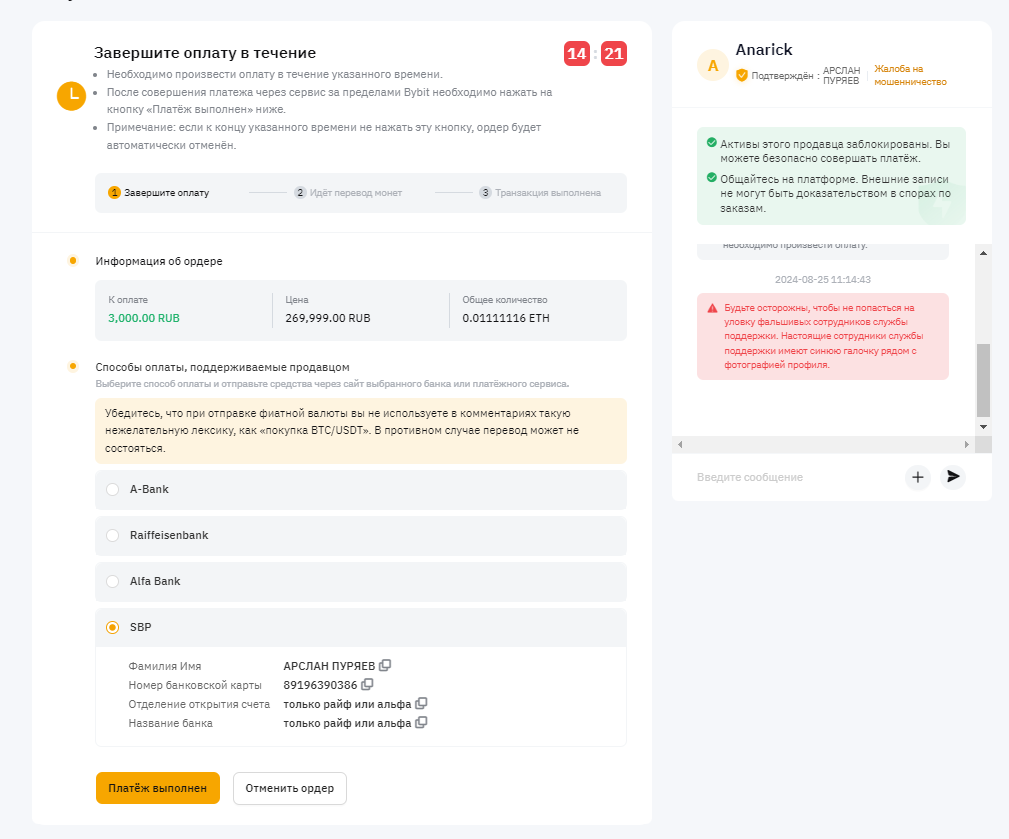 Завершите оплату в течение
14 : 21
Необходимо произвести оплату в течение указанного времени.
После совершения платежа через сервис за пределами Bybit необходимо нажать на
кнопку «Платёж выполнен» ниже.
Примечание: если к концу указанного времени не нажать эту кнопку, ордер будет
автоматически отменён.
1 Завершите оплату
2 Идёт перевод монет
3 Транзакция выполнена
Информация об ордере
К оплате
3,000.00 RUB
Цена
269,999.00 RUB
Общее количество
0.01111116 ETH
Способы оплаты, поддерживаемые продавцом
Выберите способ оплаты и отправьте средства через сайт выбранного банка или платёжного сервиса.
Убедитесь, что при отправке фиатной валюты вы не используете в комментариях такую
нежелательную лексику, как «покупка BTC/USDT». В противном случае перевод может не
состояться.
A-Bank
Raiffeisenbank
Alfa Bank
SBP
Фамилия Имя АРСЛАН ПУРЯЕВ
Номер банковской карты 89196390386
Отделение открытия счета только райф или альфа
Название банка только райф или альфа
Платёж выполнен
Отменить ордер
A
Anarick
Подтверждён :
АРСЛАН
ПУРЯЕВ
Жалоба на
мошенничество
Активы этого продавца заблокированы. Вы
можете безопасно совершать платёж.
Общайтесь на платформе. Внешние записи
не могут быть доказательством в спорах по
заказам.
необходимо произвести оплату.
2024-08-25 11:14:43
Будьте осторожны, чтобы не попасться на
уловку фальшивых сотрудников службы
поддержки. Настоящие сотрудники службы
поддержки имеют синюю галочку рядом с
фотографией профиля.
Введите сообщение